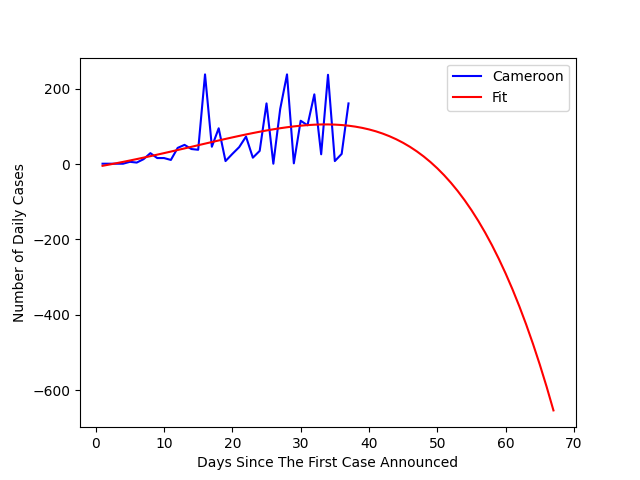 Cameroon
Fit
200
0
−200
−400
−600
Number of Daily Cases
0 10 20 30 40 50 60 70
Days Since The First Case Announced